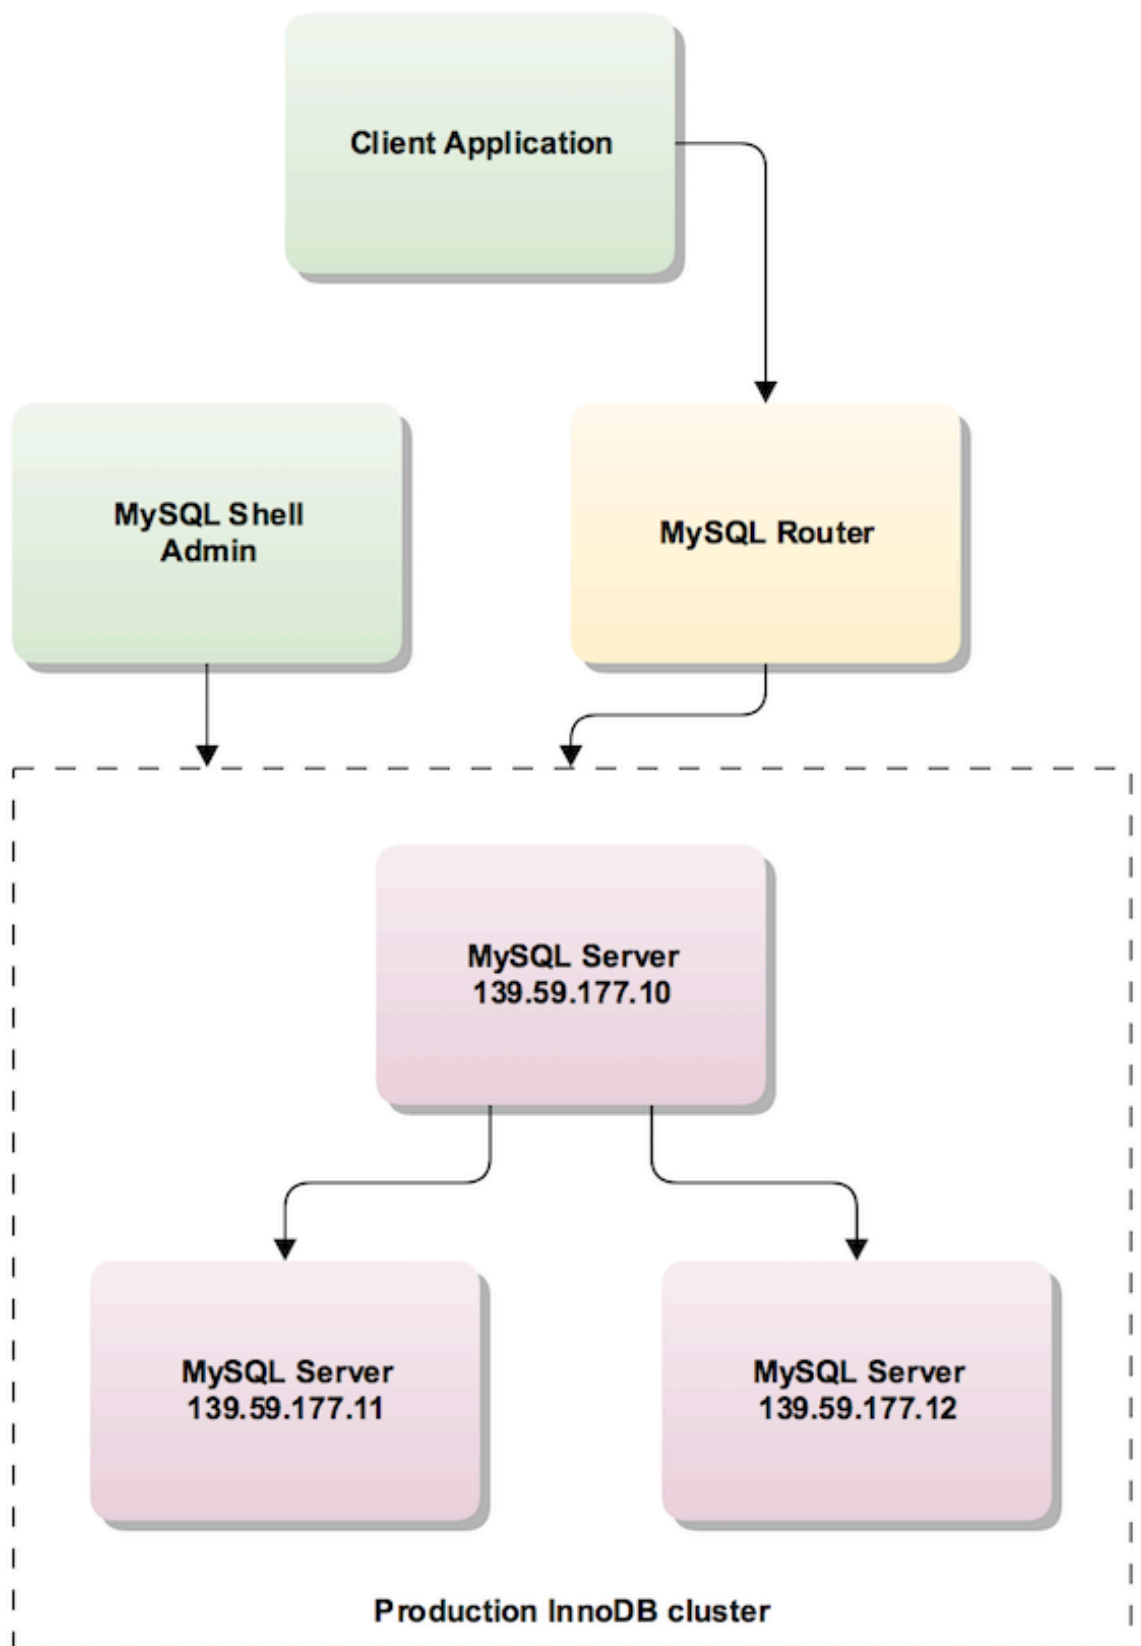 Client Application
MySQL Shell
Admin
MySQL Router
MySQL Server
139.59.177.10
MySQL Server
139.59.177.11
MySQL Server
139.59.177.12
Production InnoDB cluster